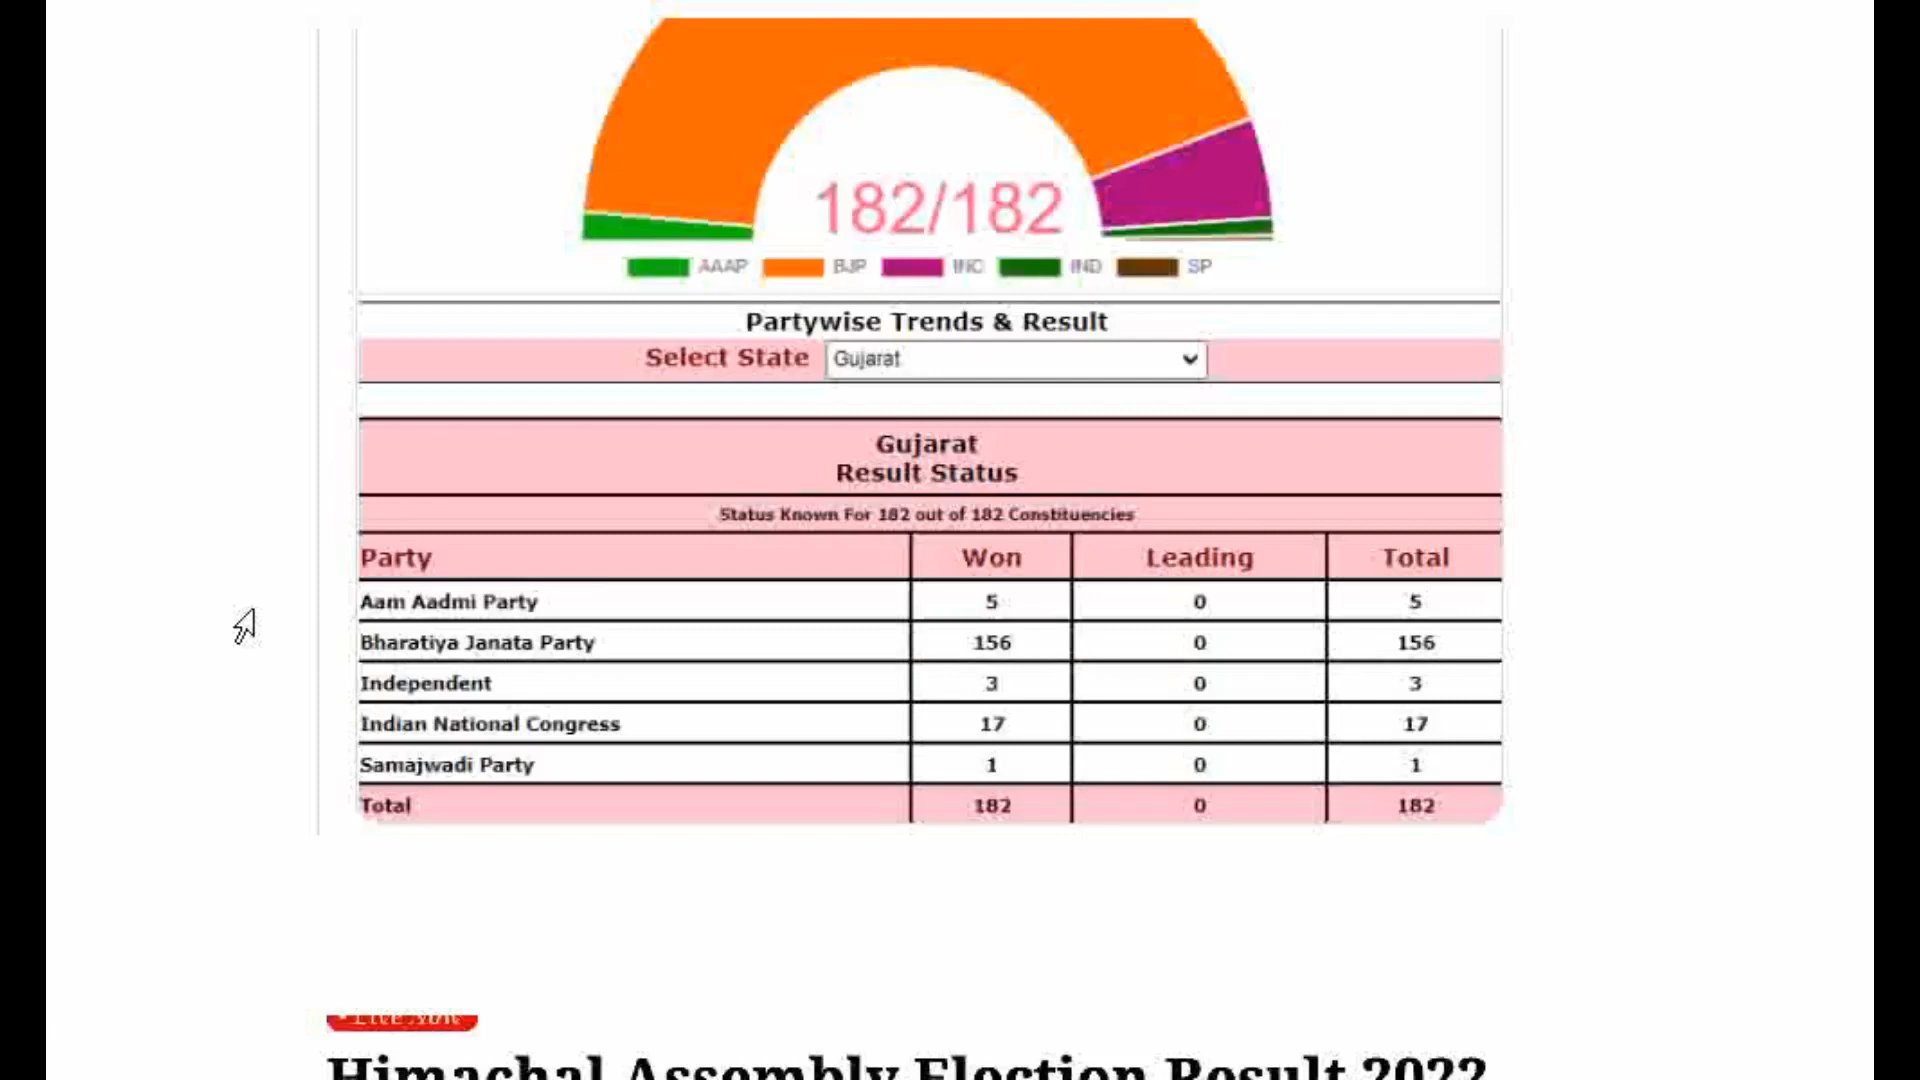 182/182
AAAP BJP INC IND SP
Partywise Trends & Result
Select State Gujarat
Gujarat
Result Status
Status Known For 182 out of 182 Constituencies
Party Won Leading Total
Aam Aadmi Party 5 0 5
Bharatiya Janata Party 156 0 156
Independent 3 0 3
Indian National Congress 17 0 17
Samajwadi Party 1 0 1
Total 182 0 182
Himachal Assembly Election Result 2022